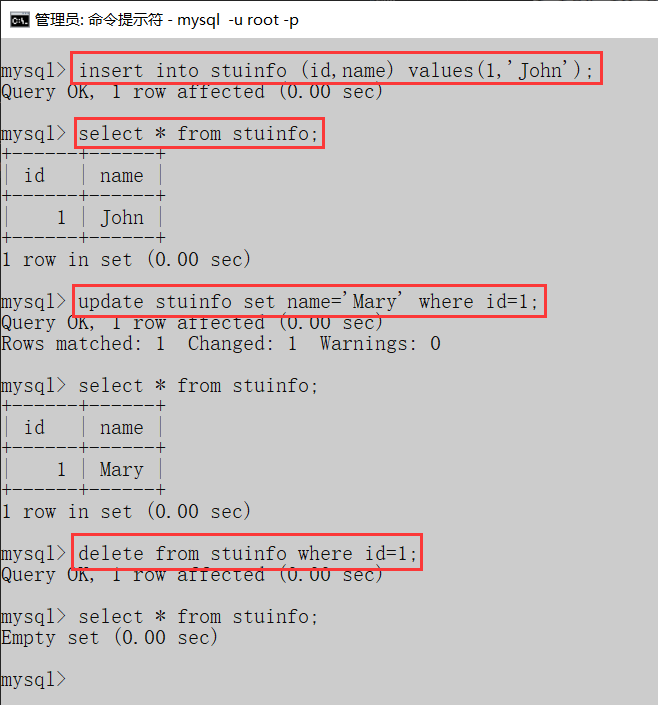 管理员: 命令提示符 - mysql  -u root -p
mysql> insert into stuinfo (id,name) values(1,'John');
Query OK, 1 row affected (0.00 sec)
mysql> select * from stuinfo;
+------+------+
| id   | name |
+------+------+
|    1 | John |
+------+------+
1 row in set (0.00 sec)
mysql> update stuinfo set name='Mary' where id=1;
Query OK, 1 row affected (0.00 sec)
Rows matched: 1  Changed: 1  Warnings: 0
mysql> select * from stuinfo;
+------+------+
| id   | name |
+------+------+
|    1 | Mary |
+------+------+
1 row in set (0.00 sec)
mysql> delete from stuinfo where id=1;
Query OK, 1 row affected (0.00 sec)
mysql> select * from stuinfo;
Empty set (0.00 sec)
mysql>